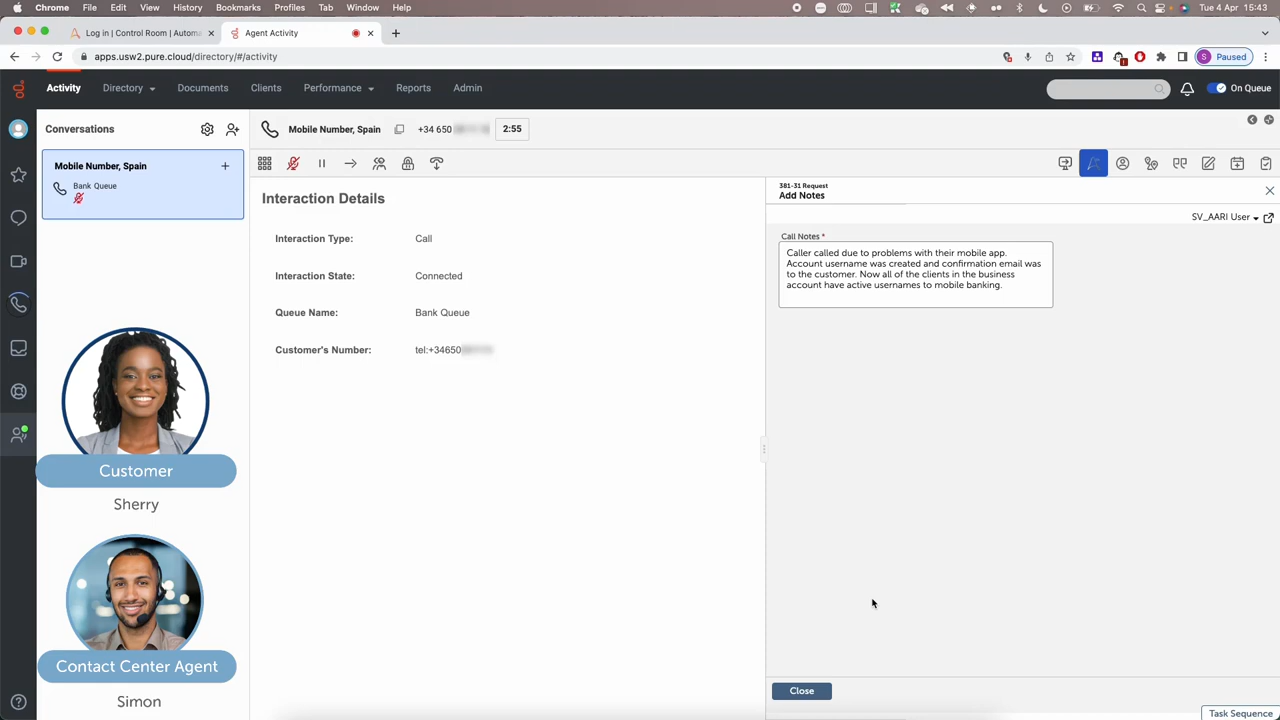 Chrome File Edit View History Bookmarks Profiles Tab Window Help
Tue 4 Apr 15:43
Log in | Control Room | Automa
Agent Activity
apps.usw2.pure.cloud/directory/#/activity
S Paused
Activity Directory Documents Clients Performance Reports Admin
On Queue
Conversations
Mobile Number, Spain
+34 650
2:55
Mobile Number, Spain
Bank Queue
Interaction Details
Interaction Type: Call
Interaction State: Connected
Queue Name: Bank Queue
Customer's Number: tel:+34650
381-31 Request
Add Notes
SV_AARI User
Call Notes *
Caller called due to problems with their mobile app.
Account username was created and confirmation email was
to the customer. Now all of the clients in the business
account have active usernames to mobile banking.
Customer
Sherry
Contact Center Agent
Simon
Close
Task Sequence